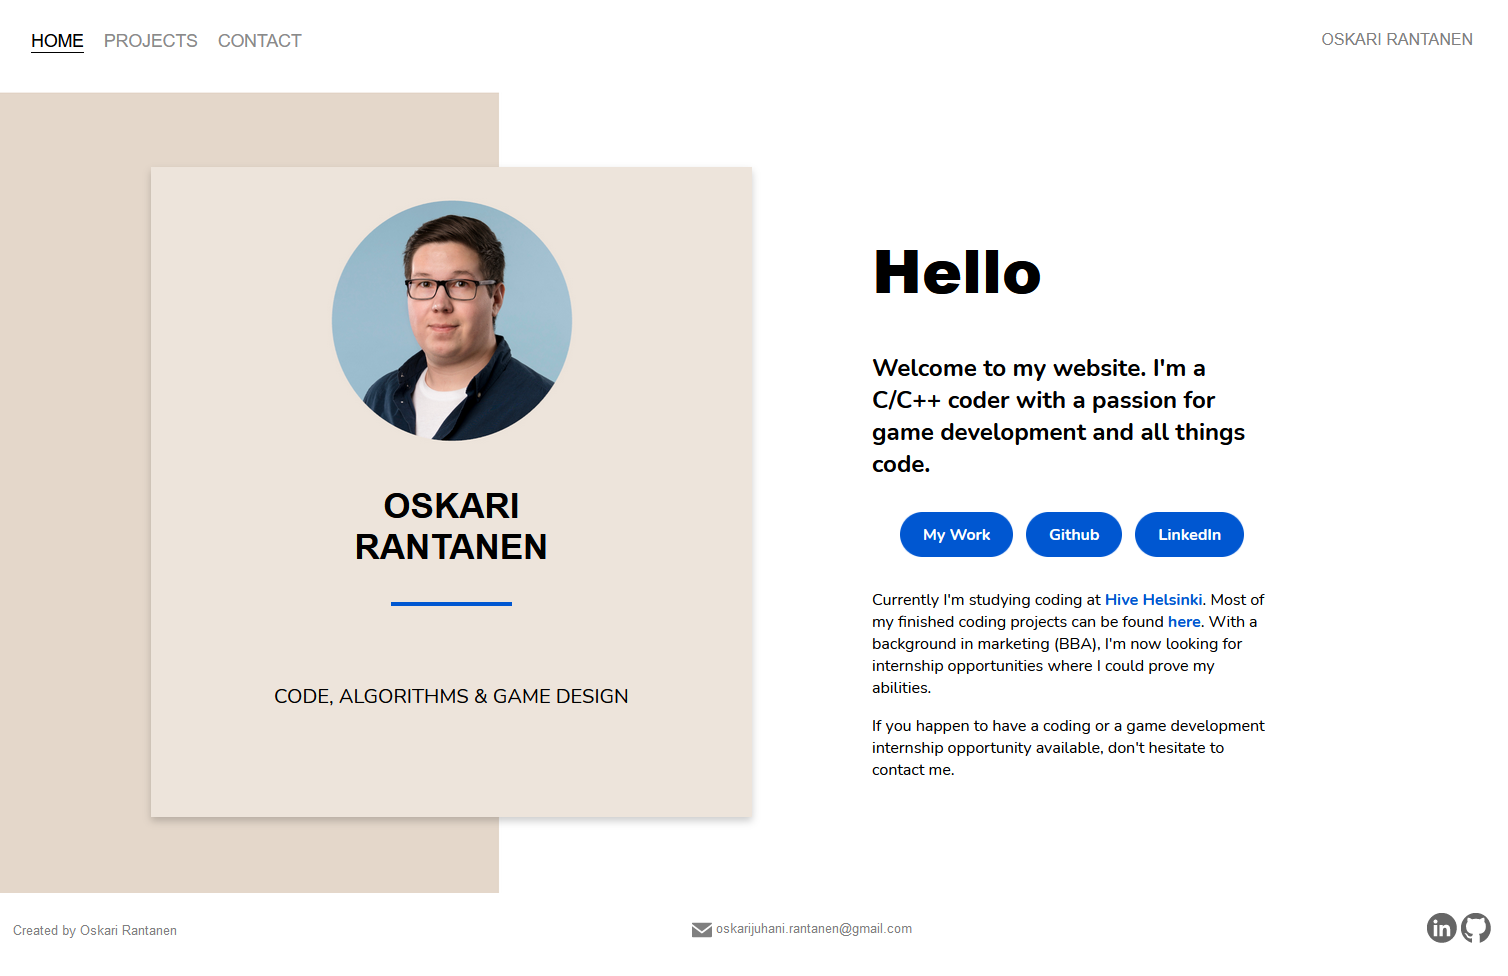 HOME PROJECTS CONTACT
OSKARI RANTANEN
OSKARI
RANTANEN
CODE, ALGORITHMS & GAME DESIGN
Hello
Welcome to my website. I'm a
C/C++ coder with a passion for
game development and all things
code.
My Work Github LinkedIn
Currently I'm studying coding at Hive Helsinki. Most of
my finished coding projects can be found here. With a
background in marketing (BBA), I'm now looking for
internship opportunities where I could prove my
abilities.
If you happen to have a coding or a game development
internship opportunity available, don't hesitate to
contact me.
Created by Oskari Rantanen
oskarijuhani.rantanen@gmail.com
in